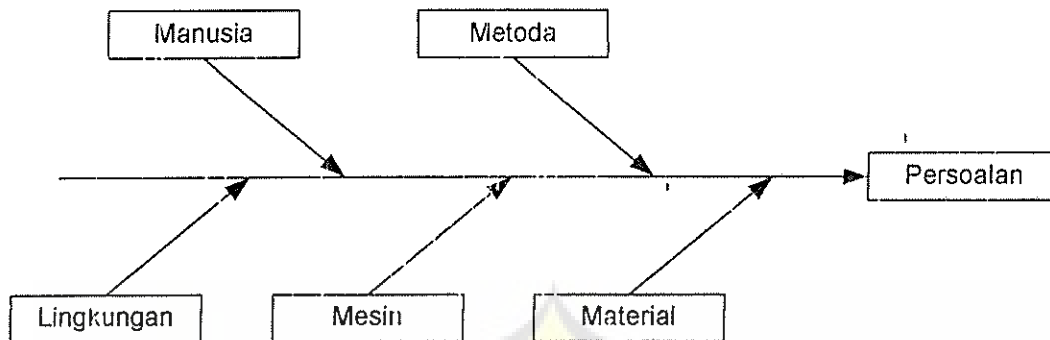 Manusia
Metoda
Persoalan
Lingkungan
Mesin
Material